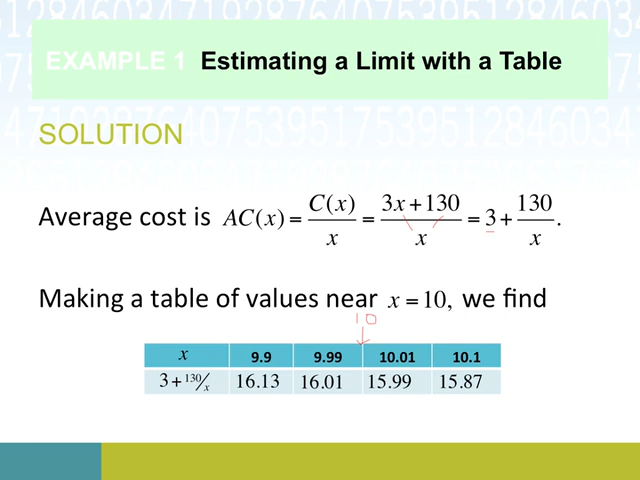 EXAMPLE 1 Estimating a Limit with a Table
SOLUTION
Average cost is AC(x) = C(x)/x = (3x + 130)/x = 3 + 130/x.
Making a table of values near x = 10, we find
10
x 9.9 9.99 10.01 10.1
3 + 130/x 16.13 16.01 15.99 15.87